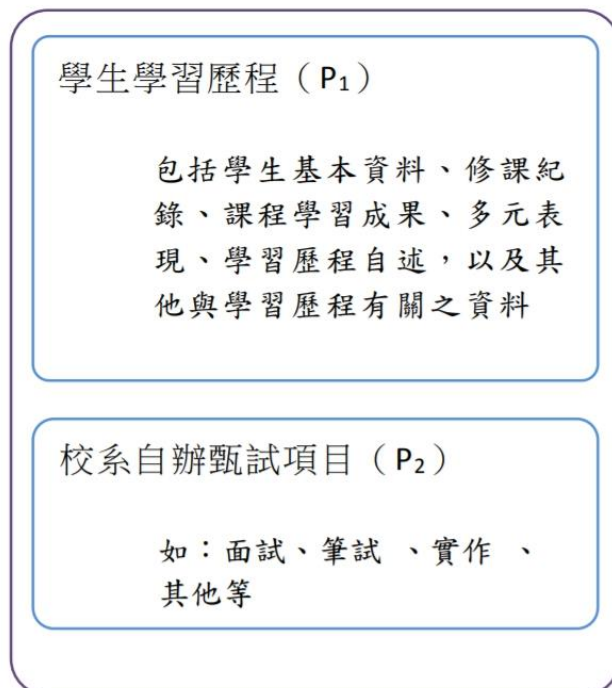 學生學習歷程（P₁）
包括學生基本資料、修課紀
錄、課程學習成果、多元表
現、學習歷程自述，以及其
他與學習歷程有關之資料
校系自辦甄試項目（P₂）
如：面試、筆試 、實作 、
其他等